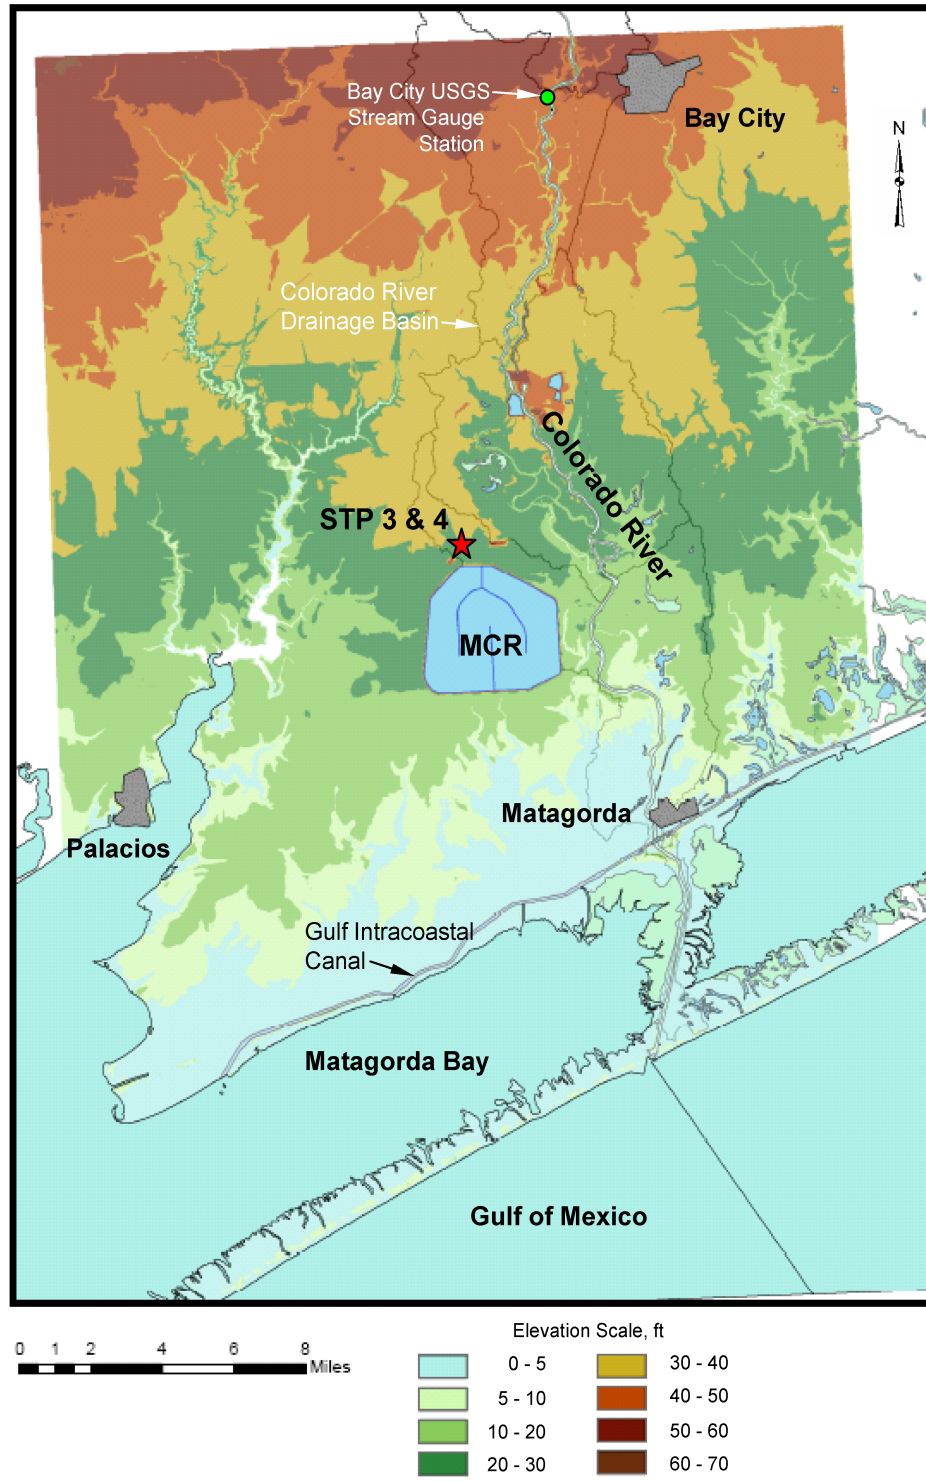 Bay City USGS
Stream Gauge
Station
Bay City
N
Colorado River
Drainage Basin
Colorado River
STP 3 & 4
MCR
Matagorda
Palacios
Gulf Intracoastal
Canal
Matagorda Bay
Gulf of Mexico
0 1 2 4 6 8
Miles
Elevation Scale, ft
0 - 5
5 - 10
10 - 20
20 - 30
30 - 40
40 - 50
50 - 60
60 - 70